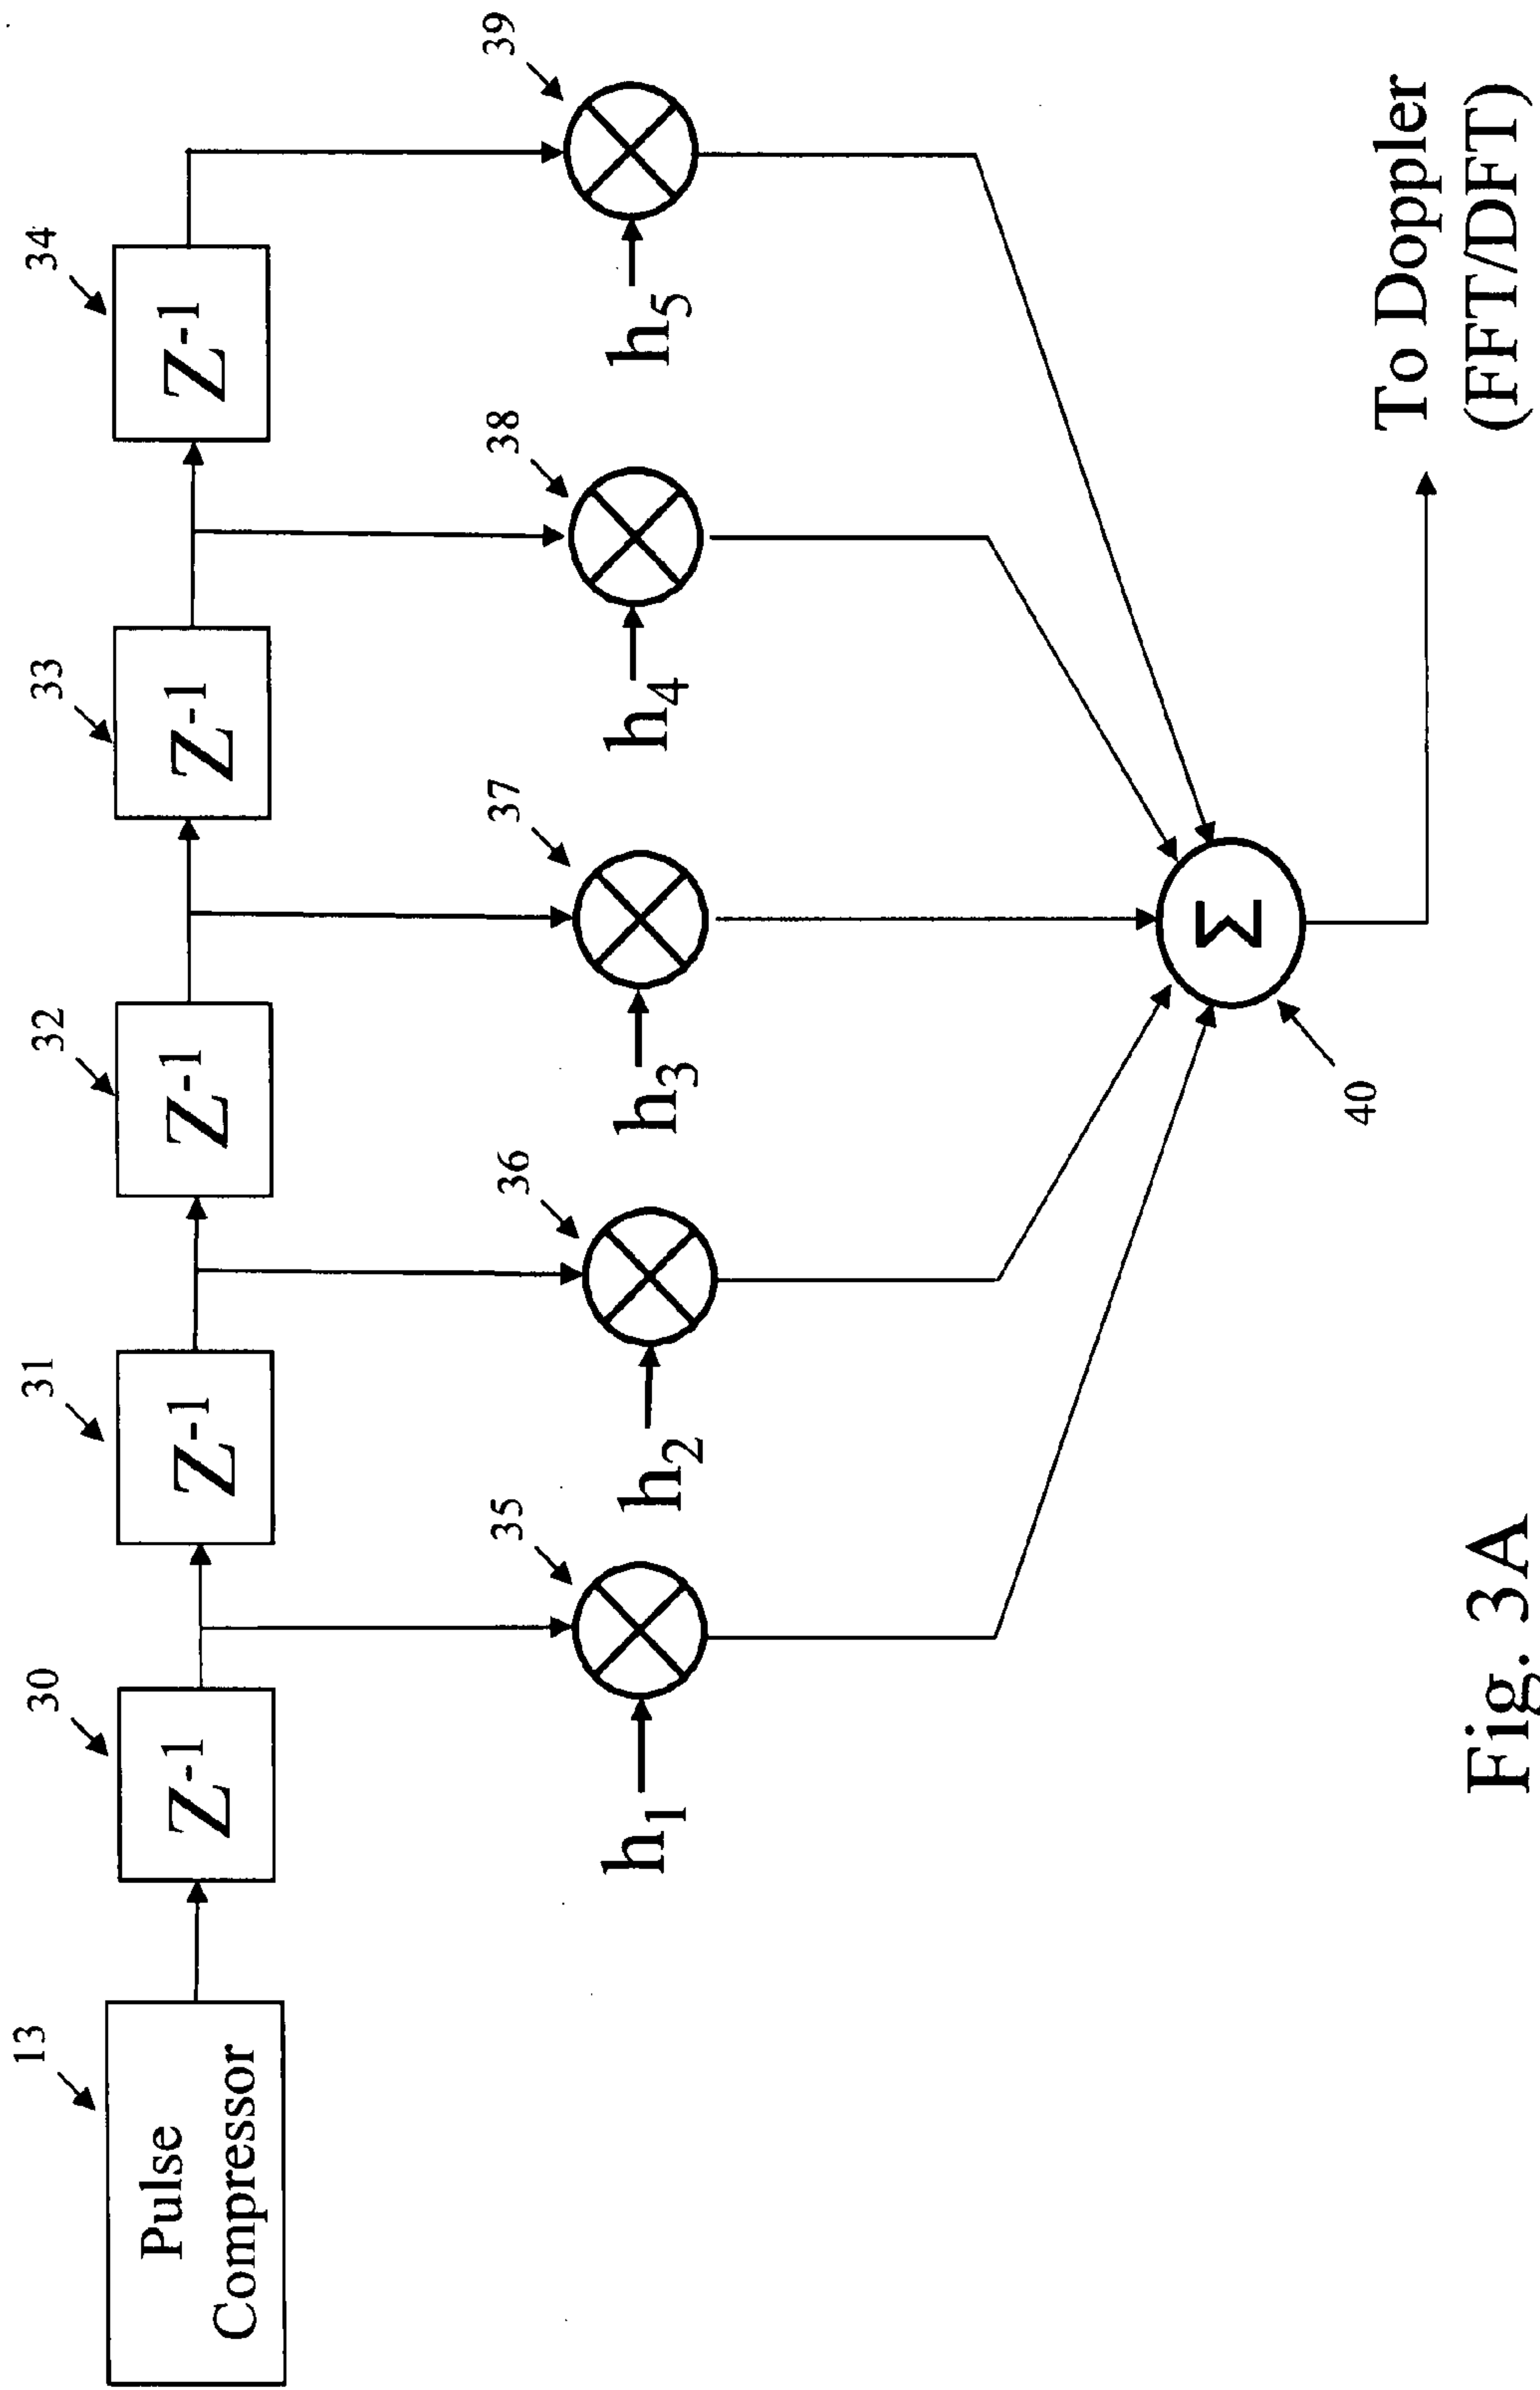 13
Pulse
Compressor
30
Z-1
31
Z-1
32
Z-1
33
Z-1
34
Z-1
35
h1
36
h2
37
h3
38
h4
39
h5
40
Σ
To Doppler
(FFT/DFT)
Fig. 3A